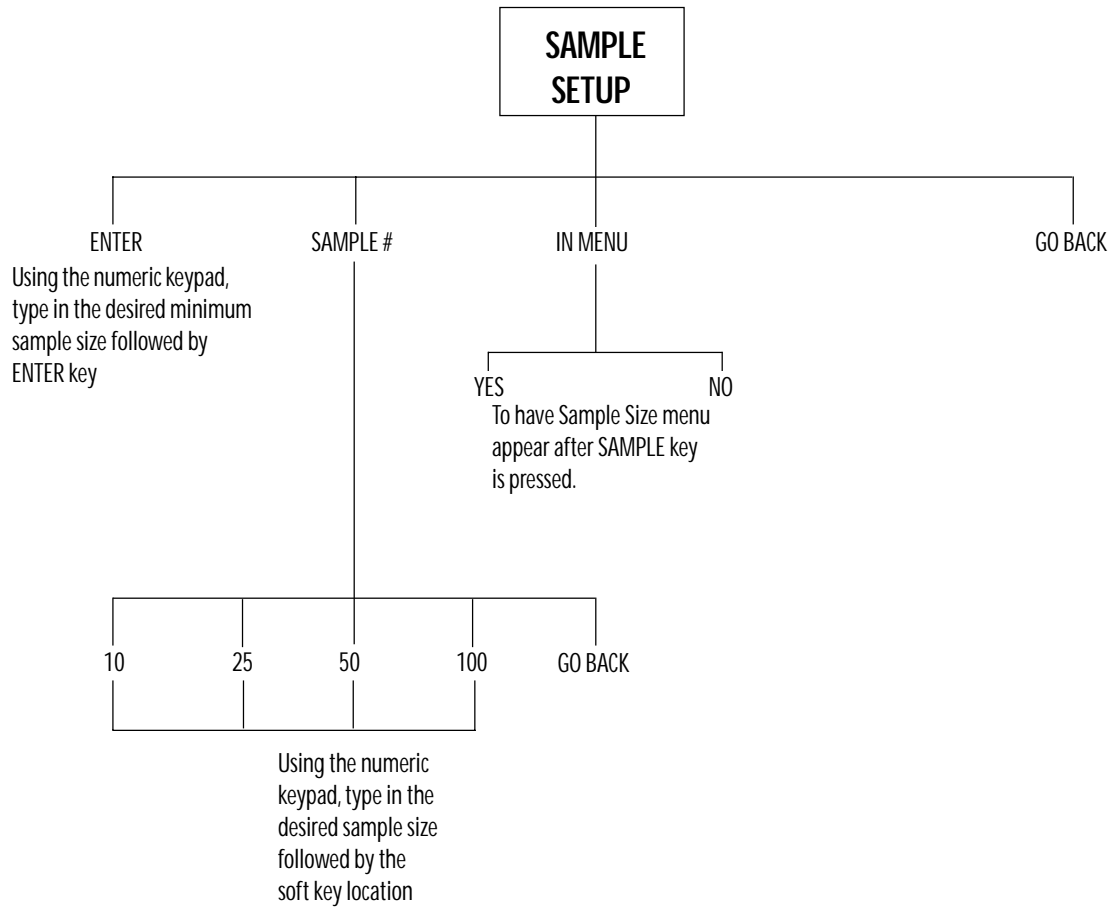 SAMPLE
SETUP
ENTER
SAMPLE #
IN MENU
GO BACK
Using the numeric keypad,
type in the desired minimum
sample size followed by
ENTER key
YES
NO
To have Sample Size menu
appear after SAMPLE key
is pressed.
10
25
50
100
GO BACK
Using the numeric
keypad, type in the
desired sample size
followed by the
soft key location